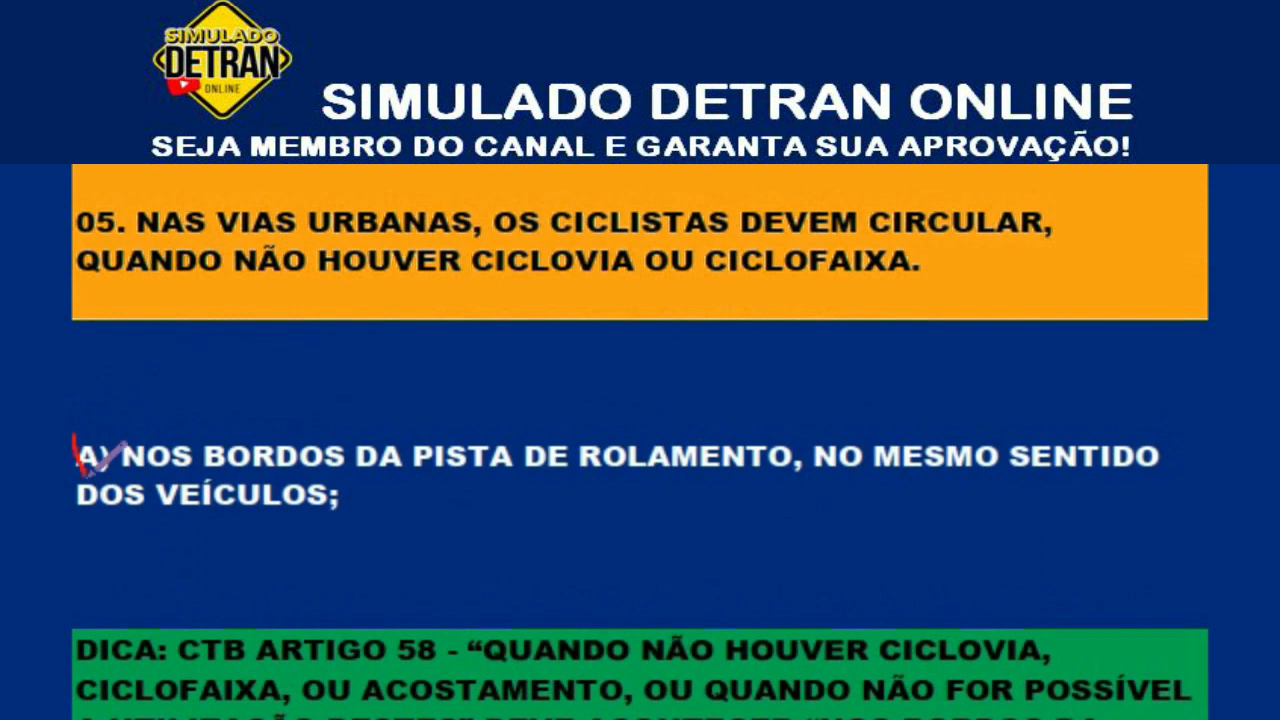 SIMULADO
DETRAN
ONLINE
SIMULADO DETRAN ONLINE
SEJA MEMBRO DO CANAL E GARANTA SUA APROVAÇÃO!
05. NAS VIAS URBANAS, OS CICLISTAS DEVEM CIRCULAR,
QUANDO NÃO HOUVER CICLOVIA OU CICLOFAIXA.
A) NOS BORDOS DA PISTA DE ROLAMENTO, NO MESMO SENTIDO
DOS VEÍCULOS;
DICA: CTB ARTIGO 58 - “QUANDO NÃO HOUVER CICLOVIA,
CICLOFAIXA, OU ACOSTAMENTO, OU QUANDO NÃO FOR POSSÍVEL